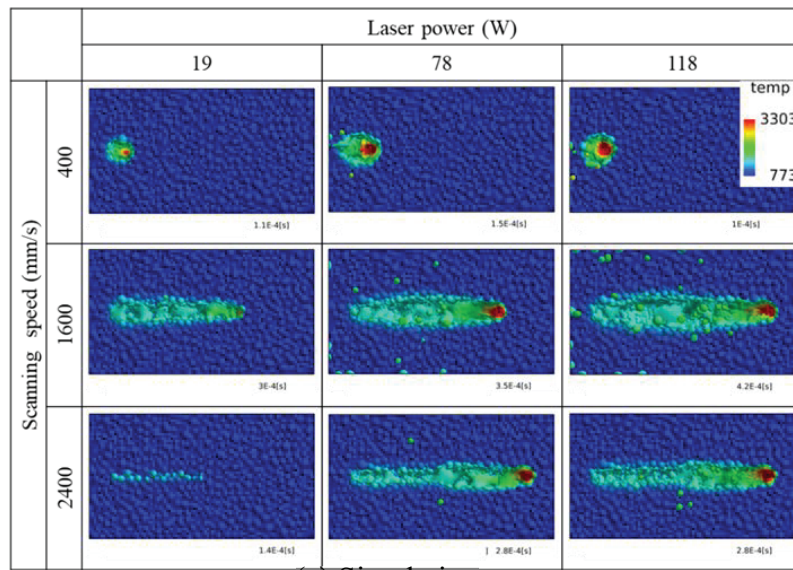 Laser power (W)
19 78 118
Scanning speed (mm/s)
400
1.1E-4[s] 1.5E-4[s] 1E-4[s]
temp
3303
773
1600
3E-4[s] 3.5E-4[s] 4.2E-4[s]
2400
1.4E-4[s] 2.8E-4[s] 2.8E-4[s]